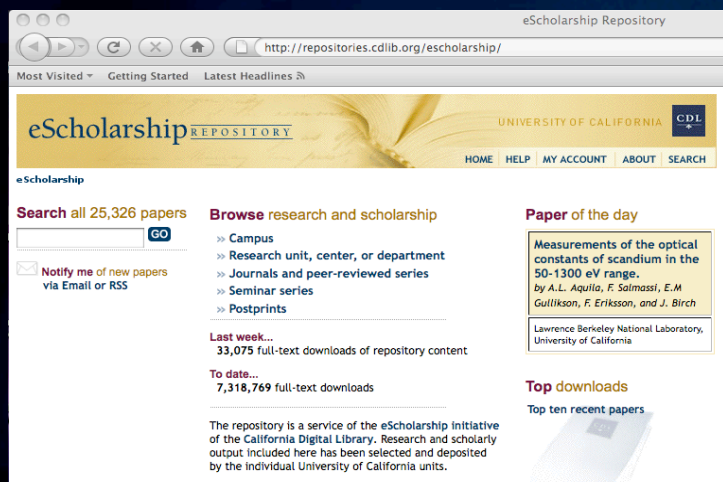 eScholarship Repository
http://repositories.cdlib.org/escholarship/
Most Visited
Getting Started
Latest Headlines
eScholarship REPOSITORY
UNIVERSITY OF CALIFORNIA
CDL
HOME
HELP
MY ACCOUNT
ABOUT
SEARCH
eScholarship
Search all 25,326 papers
GO
Notify me of new papers
via Email or RSS
Browse research and scholarship
» Campus
» Research unit, center, or department
» Journals and peer-reviewed series
» Seminar series
» Postprints
Last week...
33,075 full-text downloads of repository content
To date...
7,318,769 full-text downloads
The repository is a service of the eScholarship initiative
of the California Digital Library. Research and scholarly
output included here has been selected and deposited
by the individual University of California units.
Paper of the day
Measurements of the optical
constants of scandium in the
50-1300 eV range.
by A.L. Aquila, F. Salmassi, E.M
Gullikson, F. Eriksson, and J. Birch
Lawrence Berkeley National Laboratory,
University of California
Top downloads
Top ten recent papers
CDL